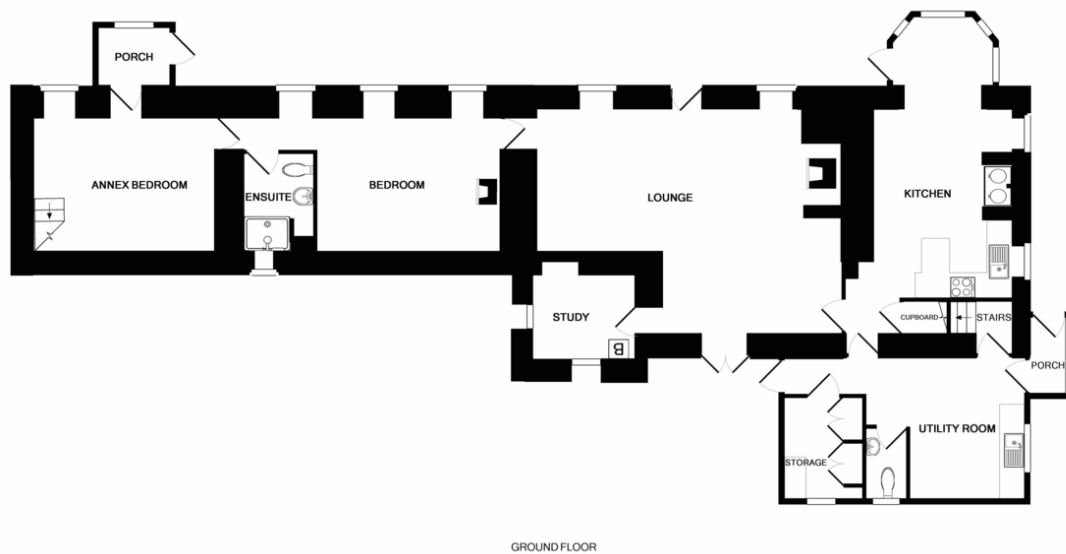 PORCH
ANNEX BEDROOM
ENSUITE
BEDROOM
LOUNGE
KITCHEN
STUDY
B
CUPBOARD
STAIRS
PORCH
UTILITY ROOM
STORAGE
GROUND FLOOR